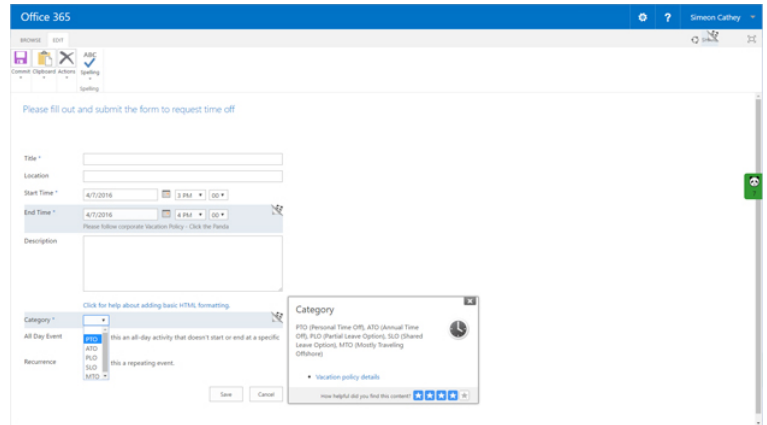 Office 365
? Simeon Cathey
BROWSE EDIT
ABC
Commit Clipboard Actions Spelling
Spelling
Please fill out and submit the form to request time off
Title *
Location
Start Time * 4/7/2016 3 PM 00
End Time * 4/7/2016 4 PM 00
Please follow corporate Vacation Policy - Click the Panda
Description
Click for help about adding basic HTML formatting.
Category *
PTO
ATO
PLO
SLO
MTO
All Day Event this an all-day activity that doesn't start or end at a specific
Recurrence this a repeating event.
Save Cancel
Category
PTO (Personal Time Off), ATO (Annual Time
Off), PLO (Partial Leave Option), SLO (Shared
Leave Option), MTO (Mostly Traveling
Offshore)
• Vacation policy details
How helpful did you find this content?